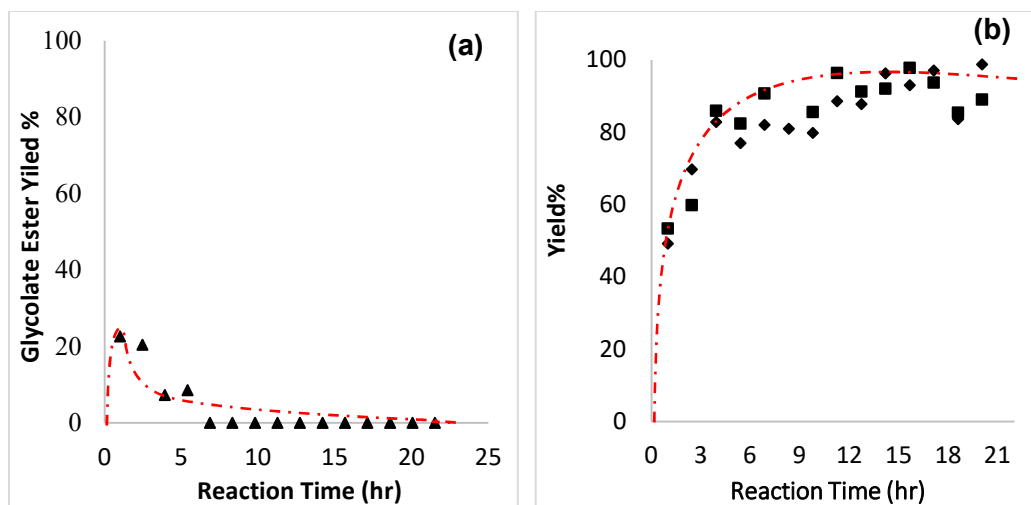 (a)
Glycolate Ester Yiled %
100
80
60
40
20
0
0 5 10 15 20 25
Reaction Time (hr)
(b)
Yield%
100
80
60
40
20
0
0 3 6 9 12 15 18 21
Reaction Time (hr)